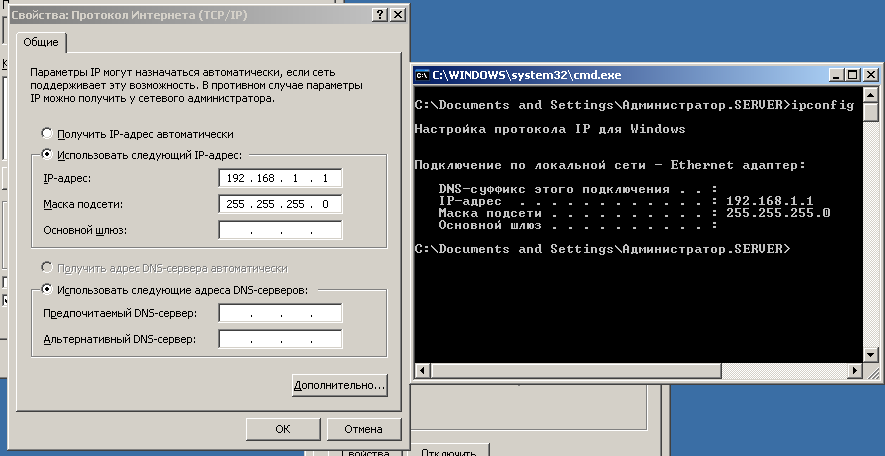 Свойства: Протокол Интернета (TCP/IP)
Общие
Параметры IP могут назначаться автоматически, если сеть
поддерживает эту возможность. В противном случае параметры
IP можно получить у сетевого администратора.
Получить IP-адрес автоматически
Использовать следующий IP-адрес:
IP-адрес: 192 . 168 . 1 . 1
Маска подсети: 255 . 255 . 255 . 0
Основной шлюз: . . .
Получить адрес DNS-сервера автоматически
Использовать следующие адреса DNS-серверов:
Предпочитаемый DNS-сервер: . . .
Альтернативный DNS-сервер: . . .
Дополнительно...
OK
Отмена
C:\WINDOWS\system32\cmd.exe
C:\Documents and Settings\Администратор.SERVER>ipconfig
Настройка протокола IP для Windows
Подключение по локальной сети - Ethernet адаптер:
DNS-суффикс этого подключения . . :
IP-адрес . . . . . . . . . . . . : 192.168.1.1
Маска подсети . . . . . . . . . . : 255.255.255.0
Основной шлюз . . . . . . . . . . :
C:\Documents and Settings\Администратор.SERVER>
Отключить